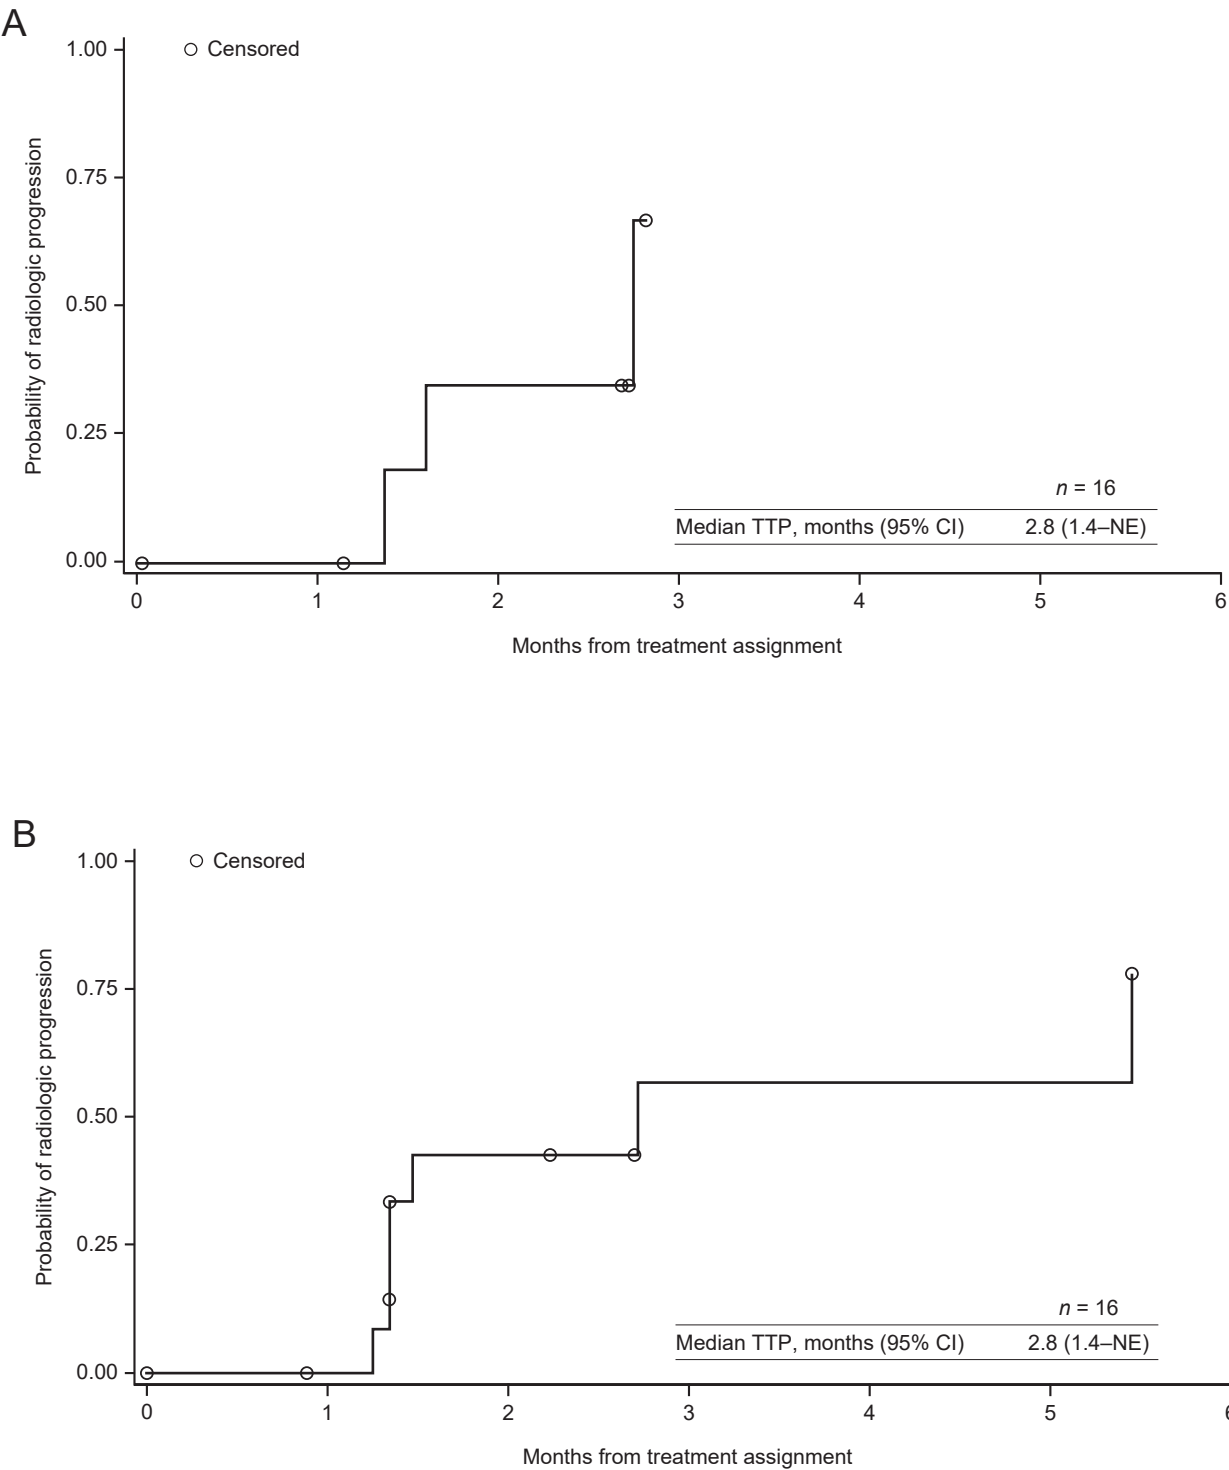 A
1.00
Censored
0.75
0.50
0.25
0.00
Probability of radiologic progression
n = 16
Median TTP, months (95% CI) 2.8 (1.4–NE)
0 1 2 3 4 5 6
Months from treatment assignment
B
1.00
Censored
0.75
0.50
0.25
0.00
Probability of radiologic progression
n = 16
Median TTP, months (95% CI) 2.8 (1.4–NE)
0 1 2 3 4 5
Months from treatment assignment